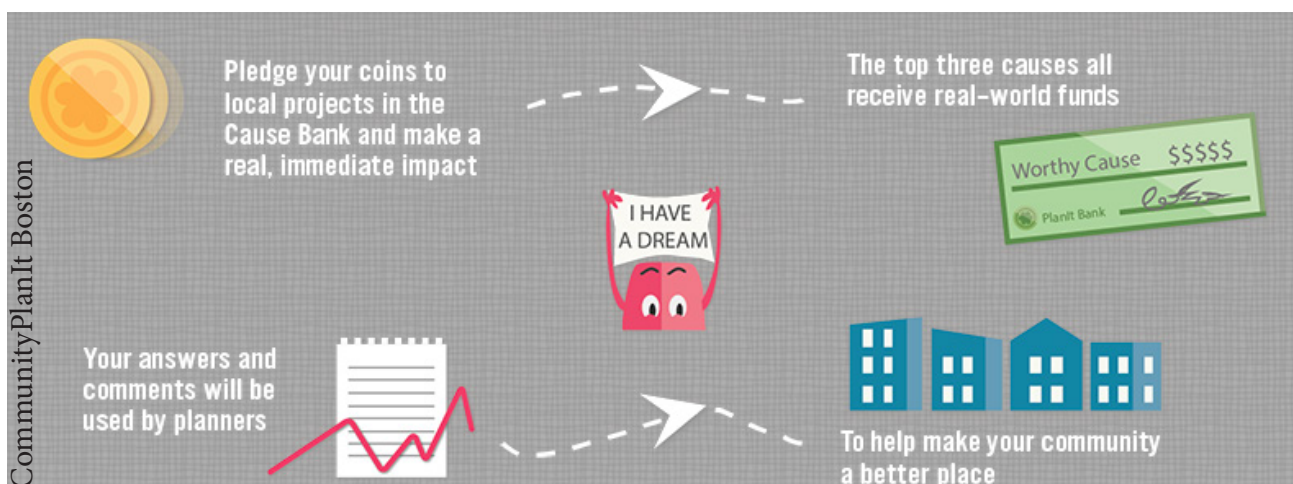 Pledge your coins to
local projects in the
Cause Bank and make a
real, immediate impact
The top three causes all
receive real-world funds
Worthy Cause $$$$$
PlanIt Bank
I HAVE
A DREAM
Your answers and
comments will be
used by planners
To help make your community
a better place
CommunityPlanIt Boston